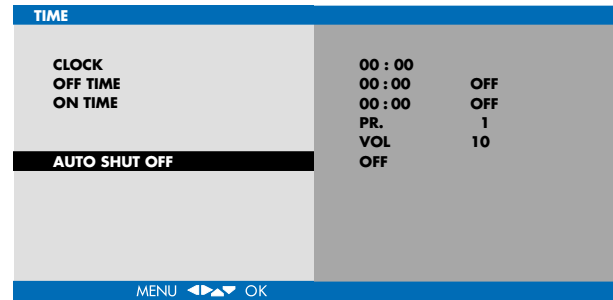 TIME
CLOCK 00 : 00
OFF TIME 00 : 00 OFF
ON TIME 00 : 00 OFF
PR. 1
VOL 10
AUTO SHUT OFF OFF
MENU ◀▶▲▼ OK